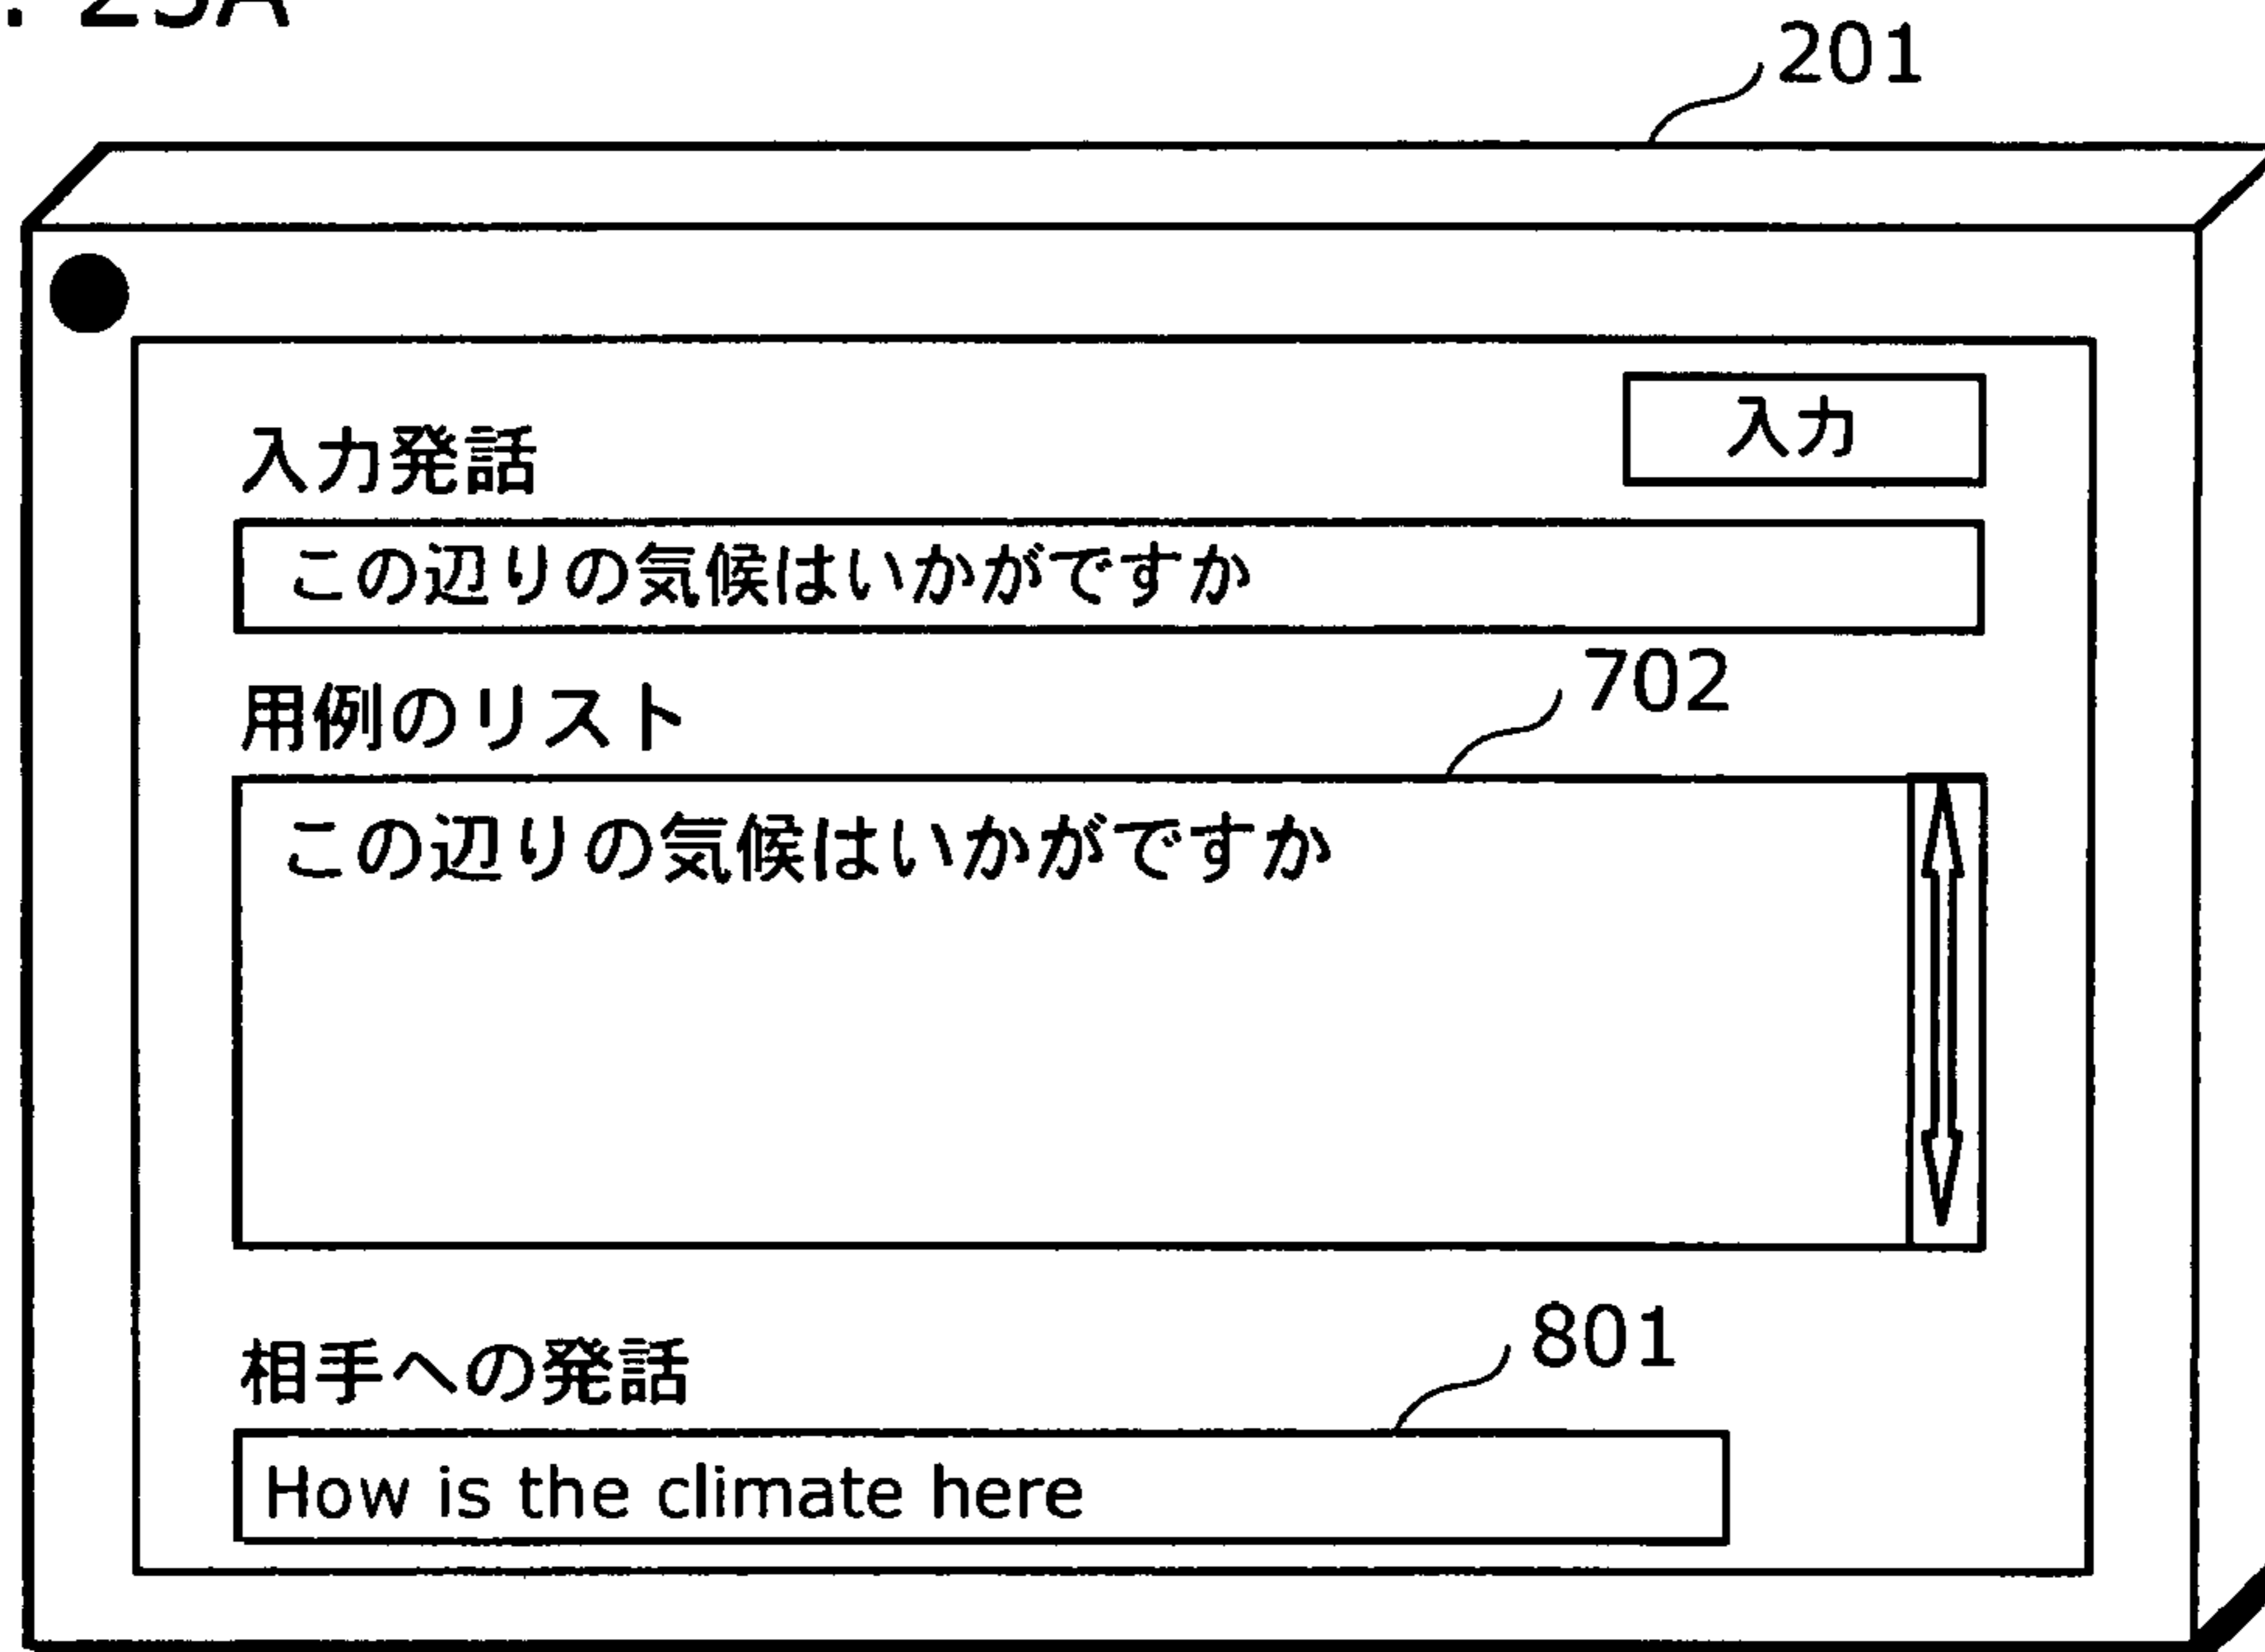 . 23A
201
入力
入力発話
この辺りの気候はいかがですか
702
用例のリスト
この辺りの気候はいかがですか
801
相手への発話
How is the climate here